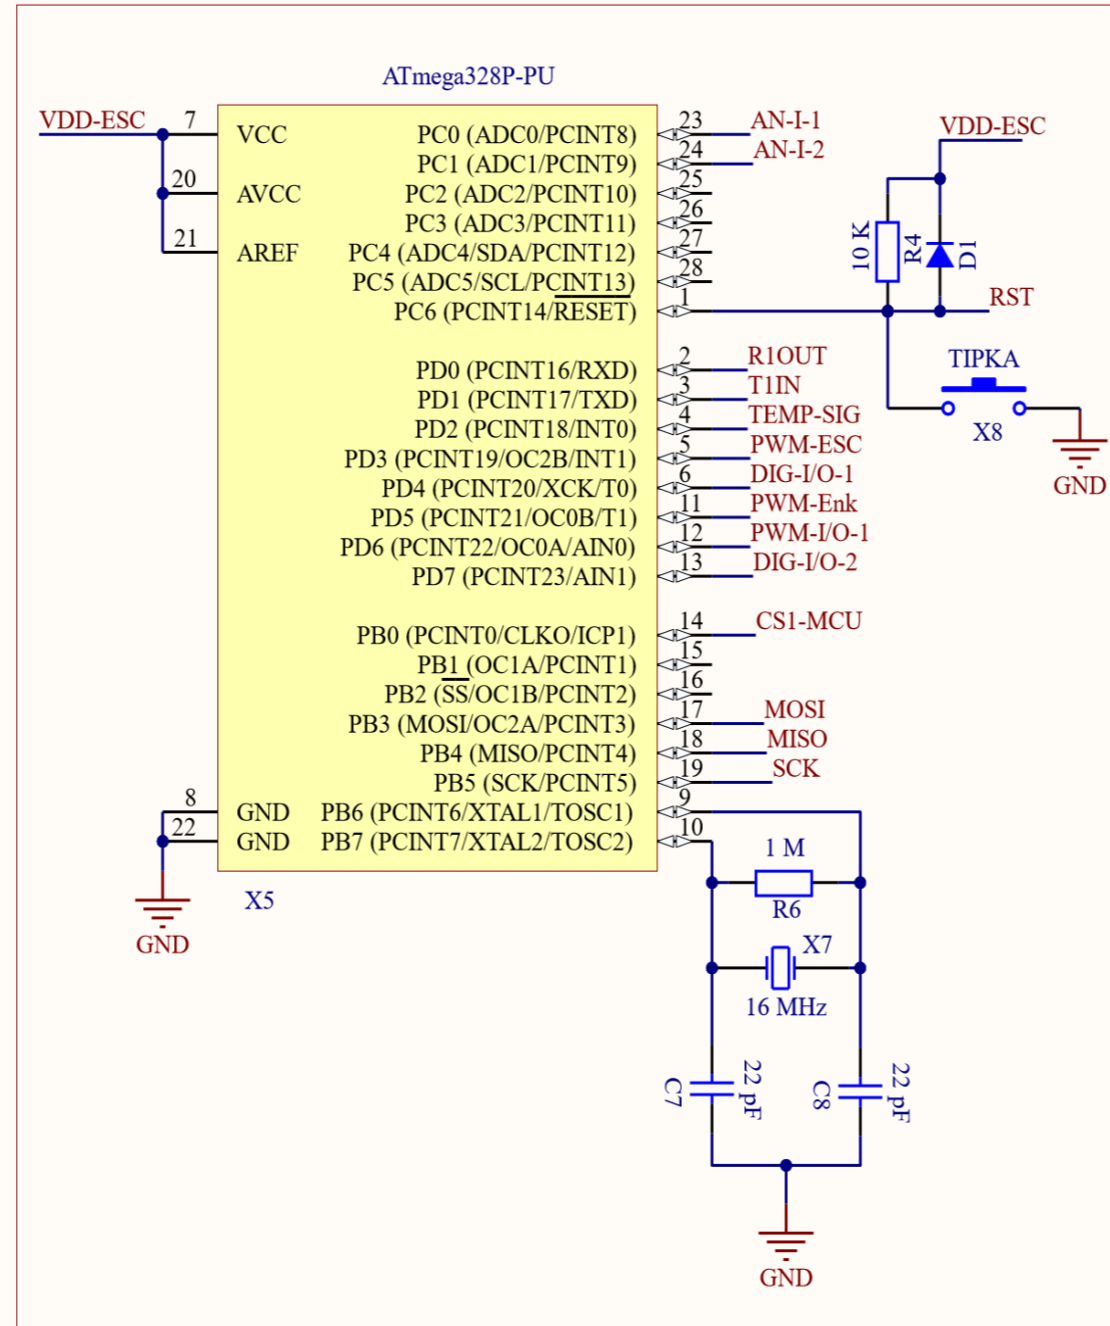 ATmega328P-PU
VDD-ESC
7 VCC
20 AVCC
21 AREF
8 GND
22 GND
GND
X5
PC0 (ADC0/PCINT8) 23 AN-I-1
PC1 (ADC1/PCINT9) 24 AN-I-2
PC2 (ADC2/PCINT10) 25
PC3 (ADC3/PCINT11) 26
PC4 (ADC4/SDA/PCINT12) 27
PC5 (ADC5/SCL/PCINT13) 28
PC6 (PCINT14/RESET) 1
PD0 (PCINT16/RXD) 2 R1OUT
PD1 (PCINT17/TXD) 3 T1IN
PD2 (PCINT18/INT0) 4 TEMP-SIG
PD3 (PCINT19/OC2B/INT1) 5 PWM-ESC
PD4 (PCINT20/XCK/T0) 6 DIG-I/O-1
PD5 (PCINT21/OC0B/T1) 11 PWM-Enk
PD6 (PCINT22/OC0A/AIN0) 12 PWM-I/O-1
PD7 (PCINT23/AIN1) 13 DIG-I/O-2
PB0 (PCINT0/CLKO/ICP1) 14 CS1-MCU
PB1 (OC1A/PCINT1) 15
PB2 (SS/OC1B/PCINT2) 16
PB3 (MOSI/OC2A/PCINT3) 17 MOSI
PB4 (MISO/PCINT4) 18 MISO
PB5 (SCK/PCINT5) 19 SCK
PB6 (PCINT6/XTAL1/TOSC1) 9
PB7 (PCINT7/XTAL2/TOSC2) 10
VDD-ESC
10 K
R4
D1
RST
TIPKA
X8
GND
1 M
R6
X7
16 MHz
C7
22 pF
C8
22 pF
GND